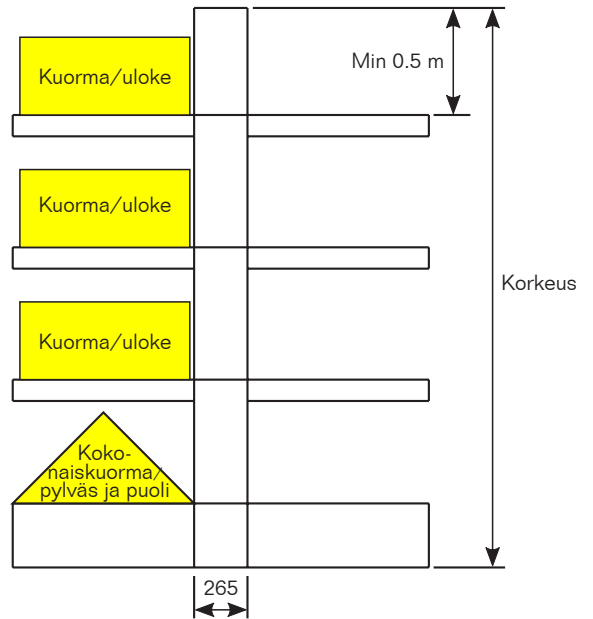 Min 0.5 m
Kuorma/uloke
Kuorma/uloke
Korkeus
Kuorma/uloke
Koko-
naiskuorma/
pylväs ja puoli
265